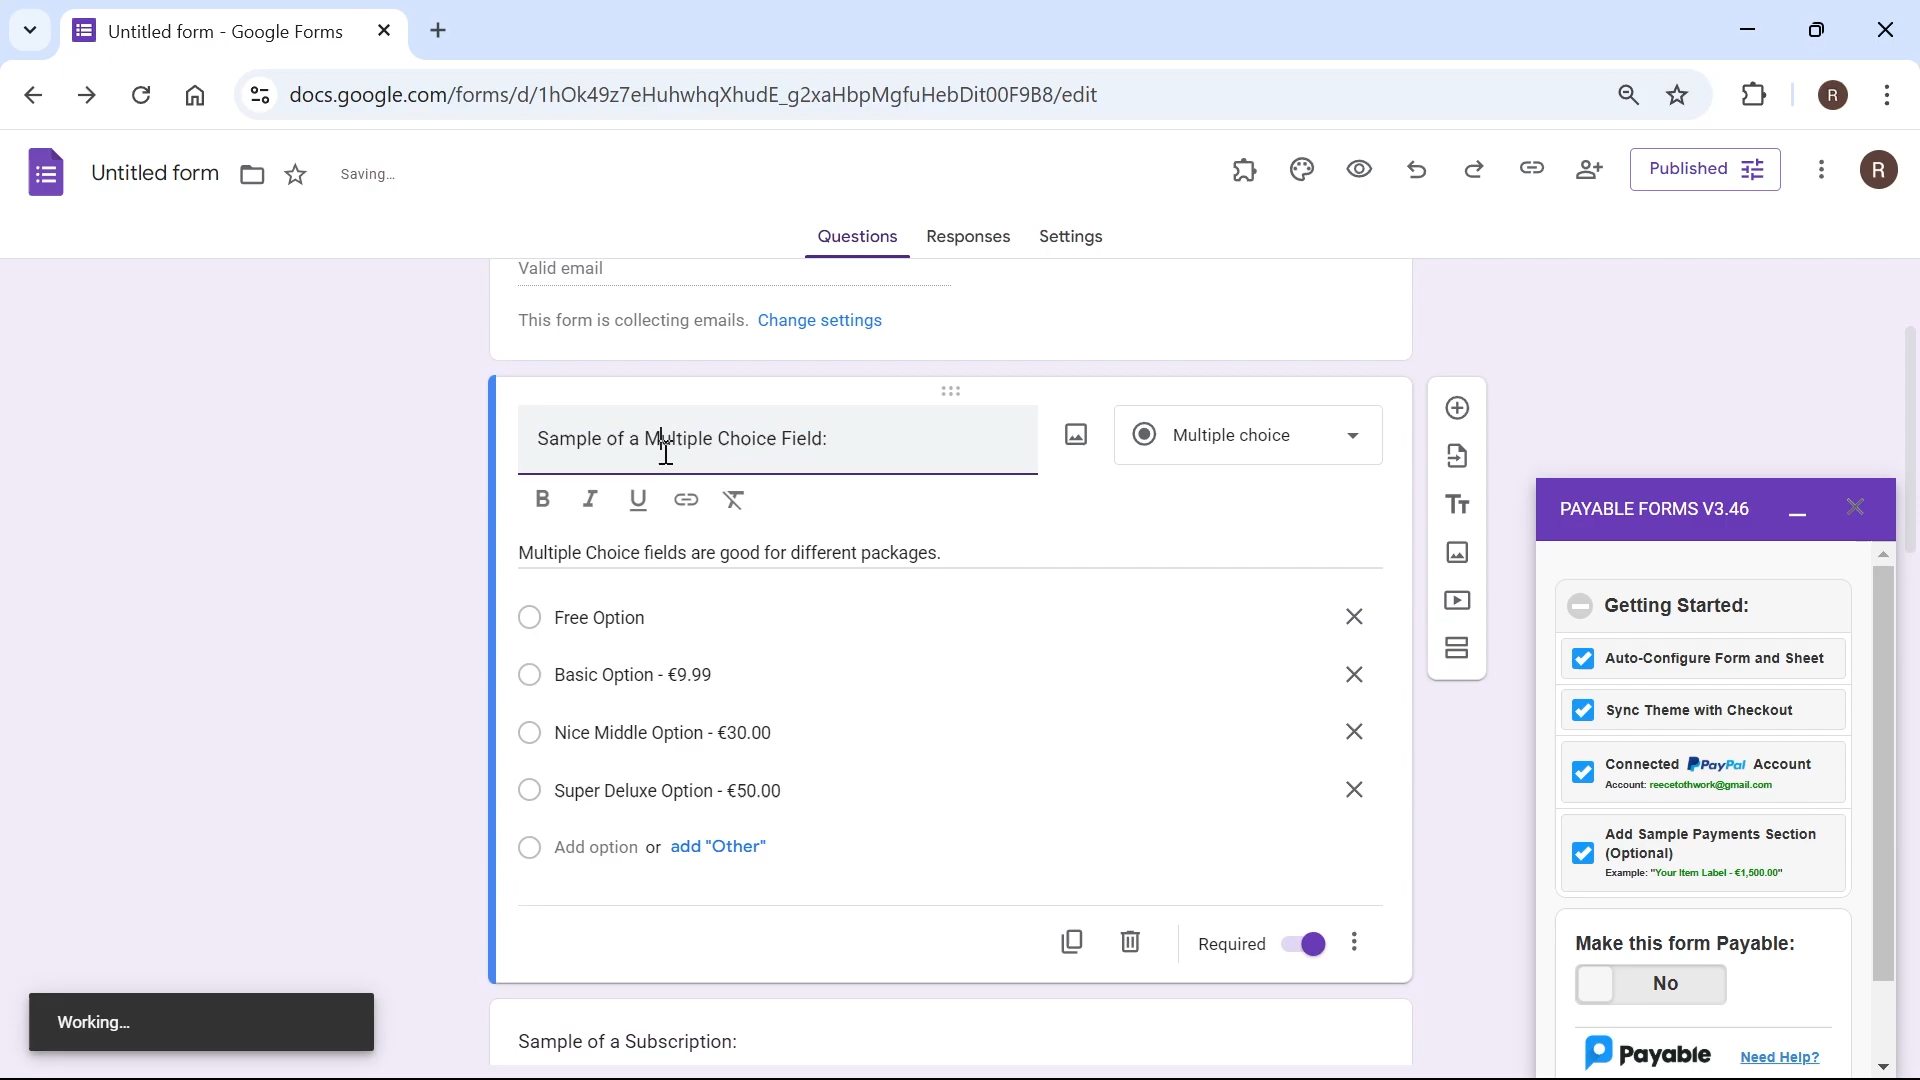 Untitled form - Google Forms
docs.google.com/forms/d/1hOk49z7eHuhwhqXhudE_g2xaHbpMgfuHebDit00F9B8/edit
R
Untitled form
Saving...
Published
R
Questions
Responses
Settings
Valid email
This form is collecting emails. Change settings
Sample of a Multiple Choice Field:
Multiple choice
B I U
Tт
Multiple Choice fields are good for different packages.
Free Option
Basic Option - €9.99
Nice Middle Option - €30.00
Super Deluxe Option - €50.00
Add option or add "Other"
Required
Sample of a Subscription:
Working...
PAYABLE FORMS V3.46
Getting Started:
Auto-Configure Form and Sheet
Sync Theme with Checkout
Connected PayPal Account
Account: reecetothwork@gmail.com
Add Sample Payments Section
(Optional)
Example: "Your Item Label - €1,500.00"
Make this form Payable:
No
Payable
Need Help?